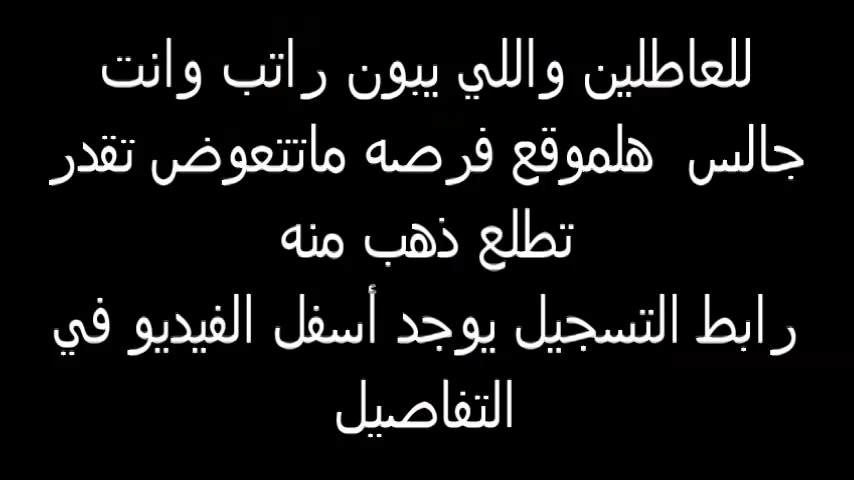 للعاطلين واللي يبون راتب وانت
جالس هلموقع فرصه ماتتعوض تقدر
تطلع ذهب منه
رابط التسجيل يوجد أسفل الفيديو في
التفاصيل